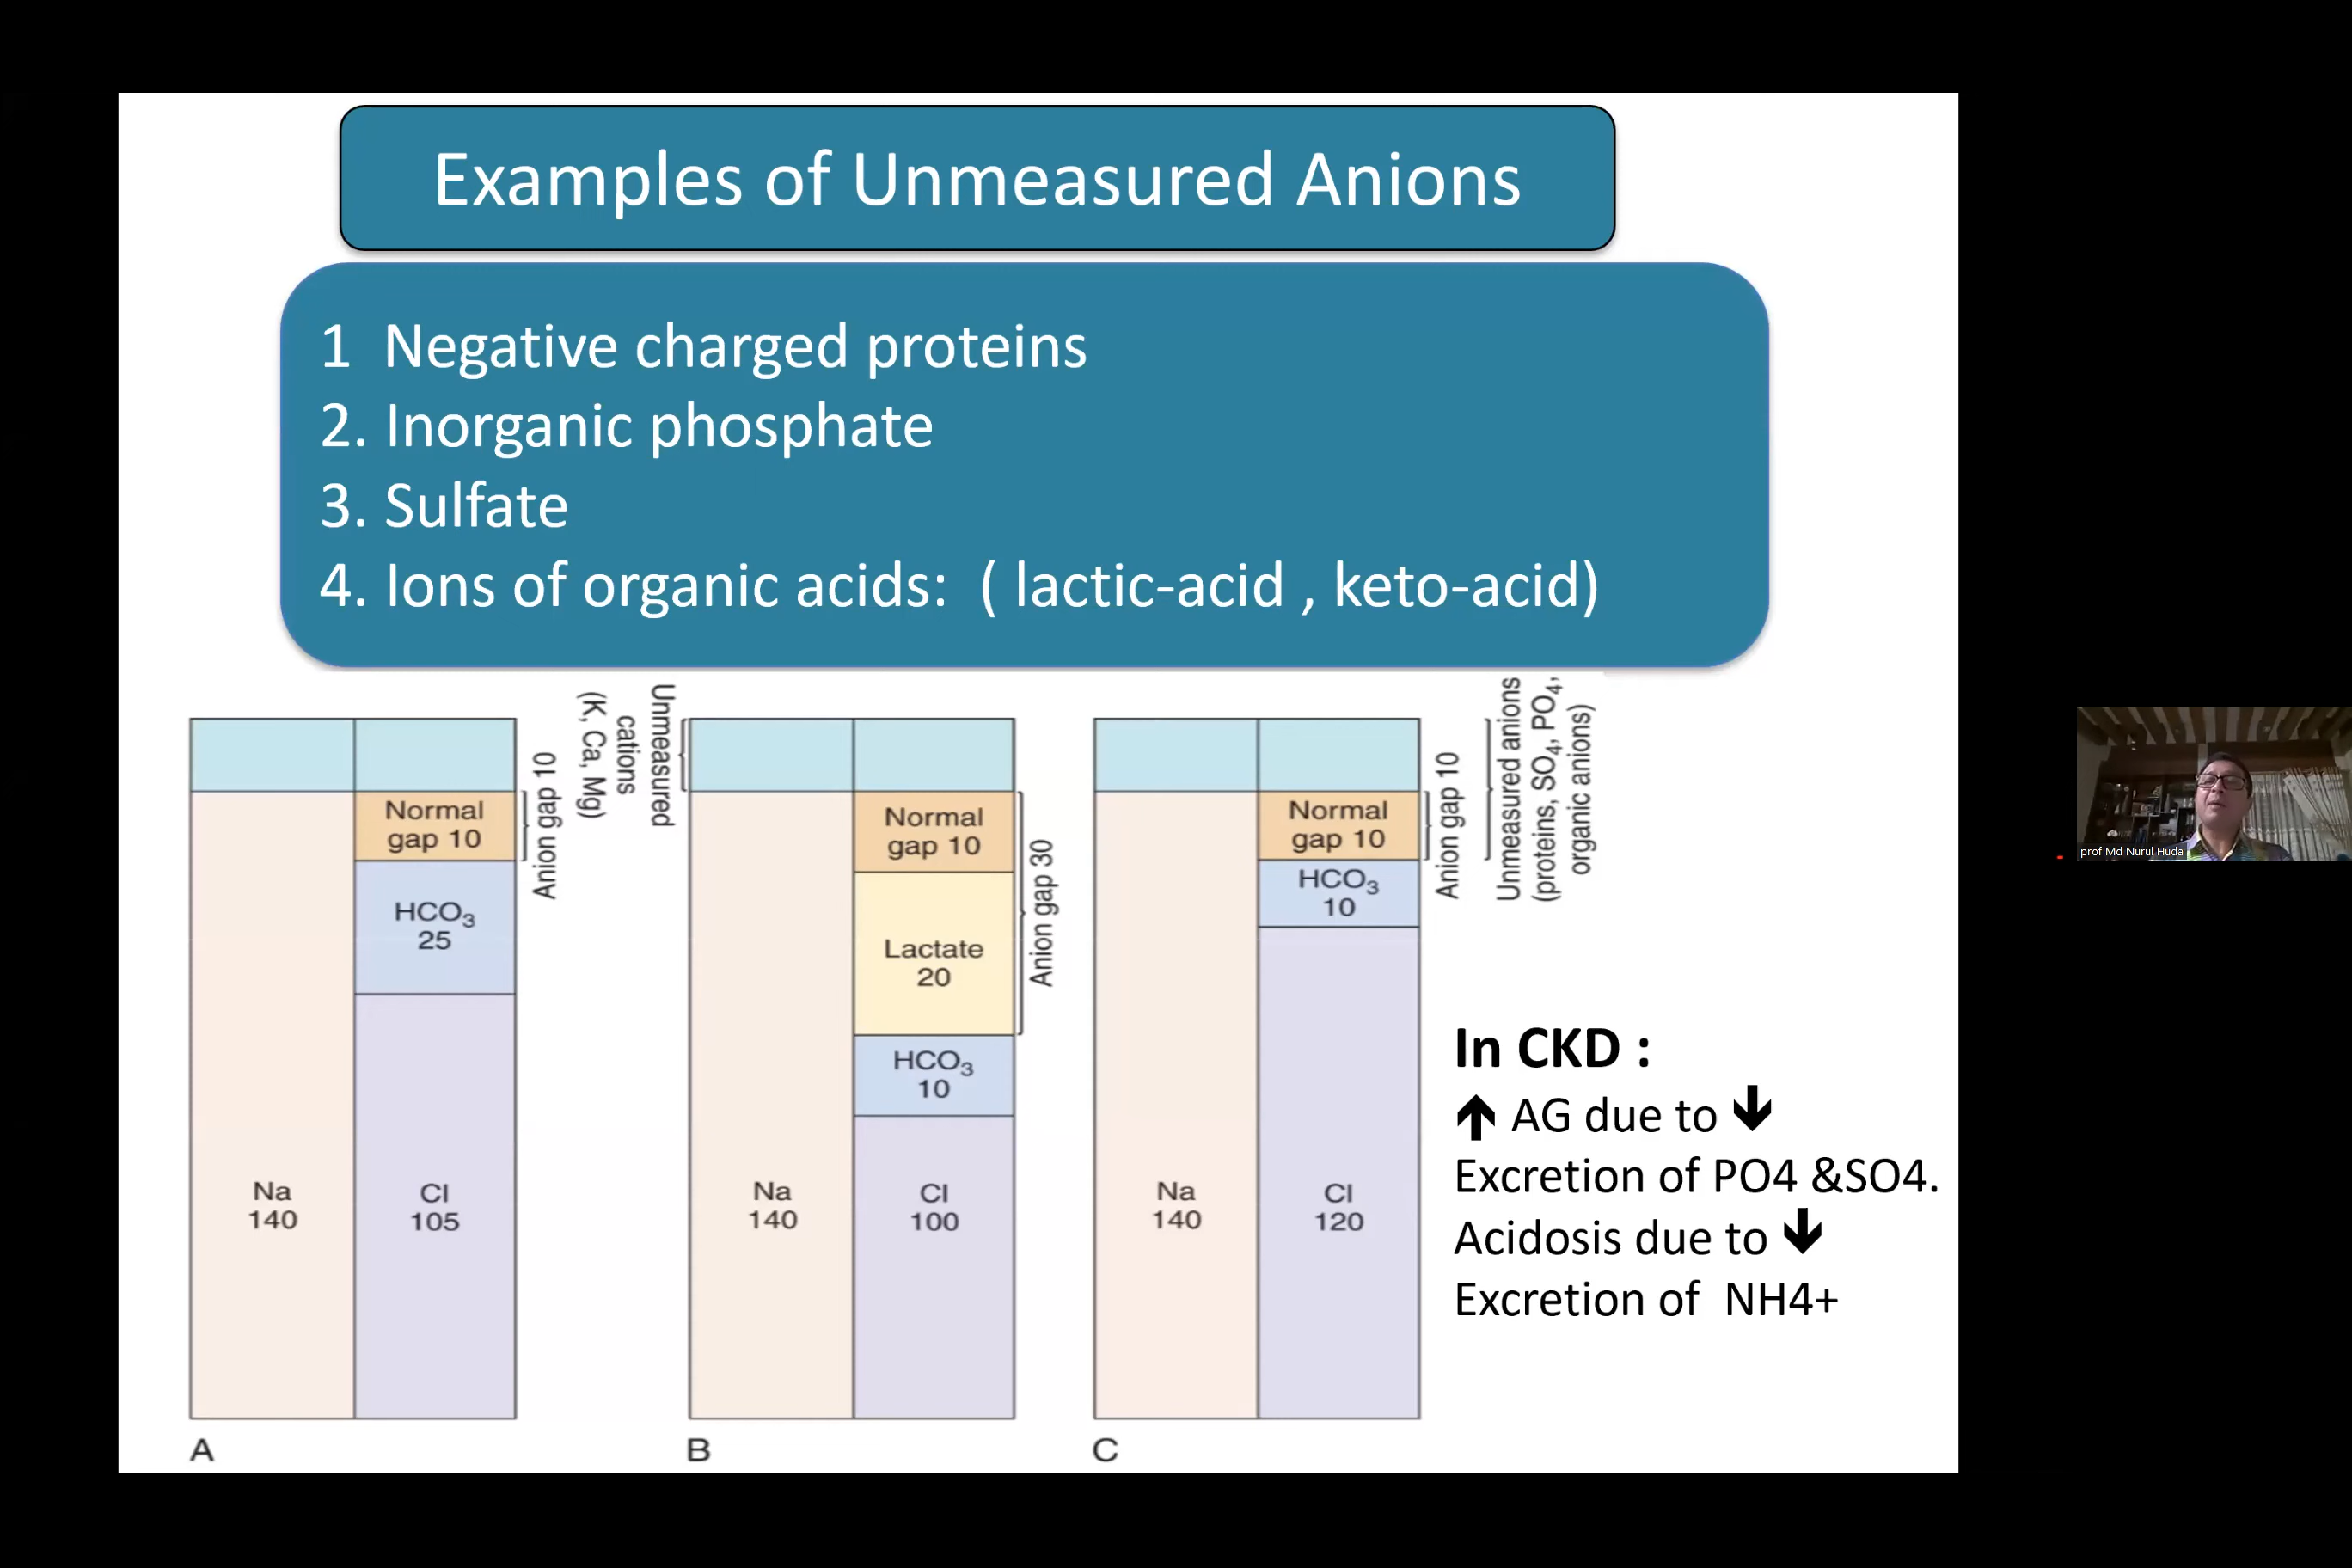 Examples of Unmeasured Anions
1 Negative charged proteins
2. Inorganic phosphate
3. Sulfate
4. Ions of organic acids: ( lactic-acid , keto-acid)
Normal
gap 10
HCO₃
25
Na
140
Cl
105
Anion gap 10
A
Unmeasured
cations
(K, Ca, Mg)
Normal
gap 10
Lactate
20
HCO₃
10
Na
140
Cl
100
Anion gap 30
B
Normal
gap 10
HCO₃
10
Na
140
Cl
120
Anion gap 10
C
Unmeasured anions
(proteins, SO₄, PO₄,
organic anions)
In CKD :
🡹 AG due to 🡻
Excretion of PO4 &SO4.
Acidosis due to 🡻
Excretion of NH4+
prof Md Nurul Huda